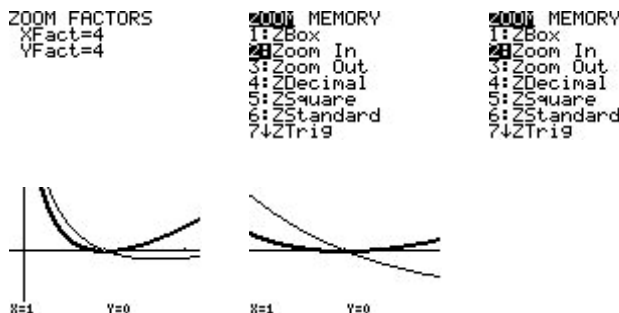 ZOOM FACTORS
XFact=4
YFact=4
ZOOM MEMORY
1:ZBox
2:Zoom In
3:Zoom Out
4:ZDecimal
5:ZSquare
6:ZStandard
7↓ZTrig
ZOOM MEMORY
1:ZBox
2:Zoom In
3:Zoom Out
4:ZDecimal
5:ZSquare
6:ZStandard
7↓ZTrig
X=1 Y=0
X=1 Y=0